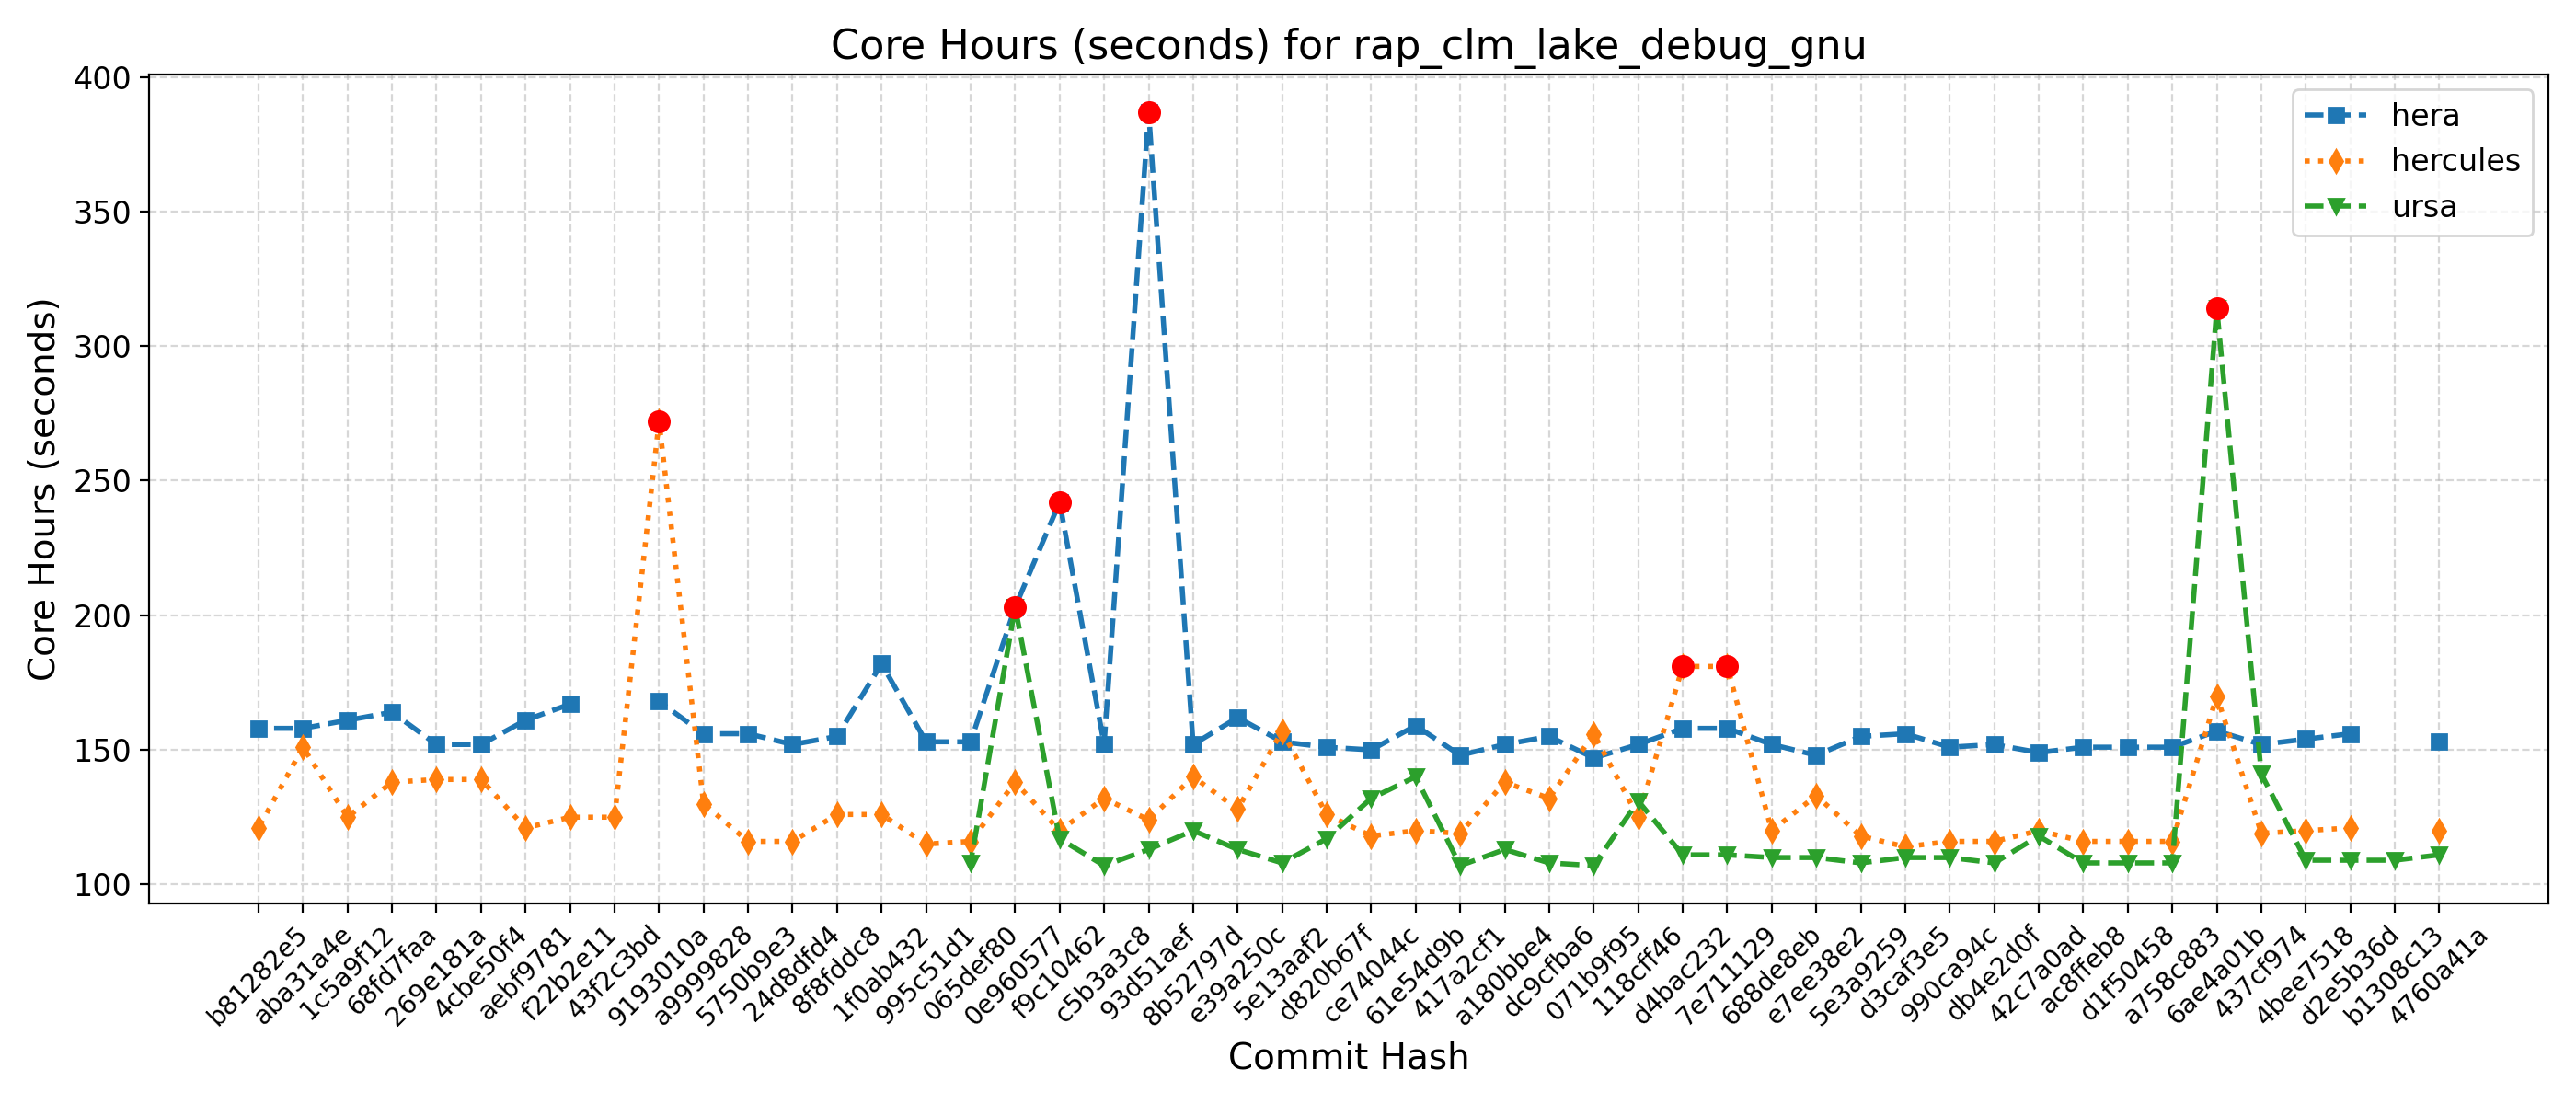 Core Hours (seconds) for rap_clm_lake_debug_gnu
400
350
300
250
200
150
100
Core Hours (seconds)
hera
hercules
ursa
b81282e5
aba31a4e
1c5a9f12
68fd7faa
269e181a
4cbe50f4
aebf9781
f22b2e11
43f2c3bd
9193010a
a9999828
5750b9e3
24d8dfd4
8f8fddc8
1f0ab432
995c51d1
065def80
0e960577
f9c10462
c5b3a3c8
93d51aef
8b52797d
e39a250c
5e13aaf2
d820b67f
ce74044c
61e54d9b
417a2cf1
a180bbe4
dc9cfba6
071b9f95
118cff46
d4bac232
7e711129
688de8eb
e7ee38e2
5e3a9259
d3caf3e5
990ca94c
db4e2d0f
42c7a0ad
ac8ffeb8
d1f50458
a758c883
6ae4a01b
437cf974
4bee7518
d2e5b36d
b1308c13
4760a41a
Commit Hash